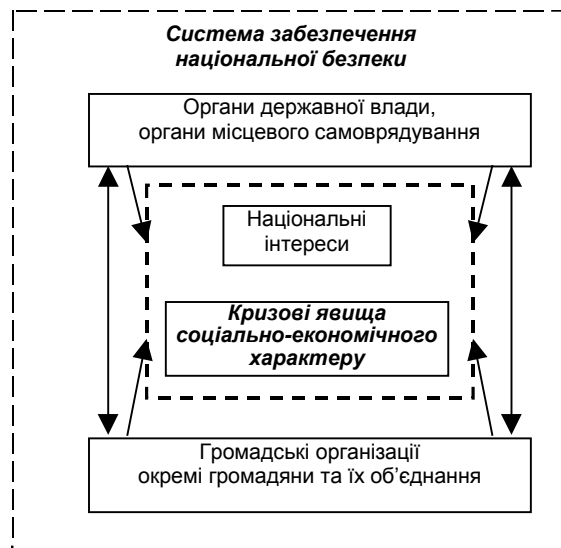 Система забезпечення
національної безпеки
Органи державної влади,
органи місцевого самоврядування
Національні
інтереси
Кризові явища
соціально-економічного
характеру
Громадські організації
окремі громадяни та їх об’єднання